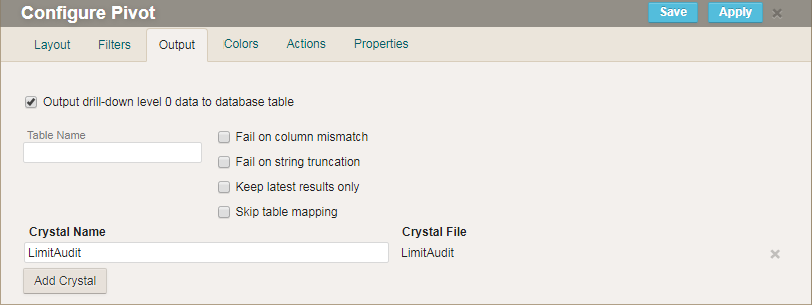 Configure Pivot
Save
Apply
Layout
Filters
Output
Colors
Actions
Properties
Output drill-down level 0 data to database table
Table Name
Fail on column mismatch
Fail on string truncation
Keep latest results only
Skip table mapping
Crystal Name Crystal File
LimitAudit LimitAudit
Add Crystal